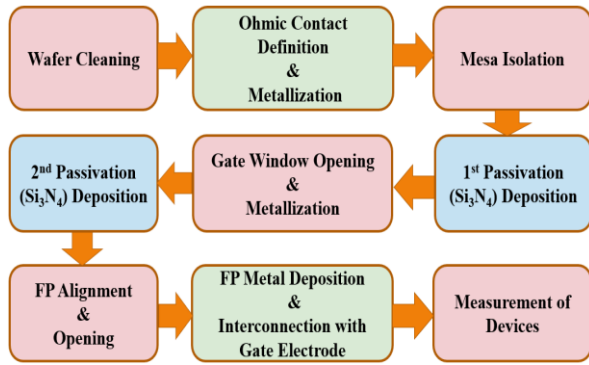 Wafer Cleaning
Ohmic Contact
Definition
&
Metallization
Mesa Isolation
1st Passivation
(Si₃N₄) Deposition
Gate Window Opening
&
Metallization
2nd Passivation
(Si₃N₄) Deposition
FP Alignment
&
Opening
FP Metal Deposition
&
Interconnection with
Gate Electrode
Measurement of
Devices